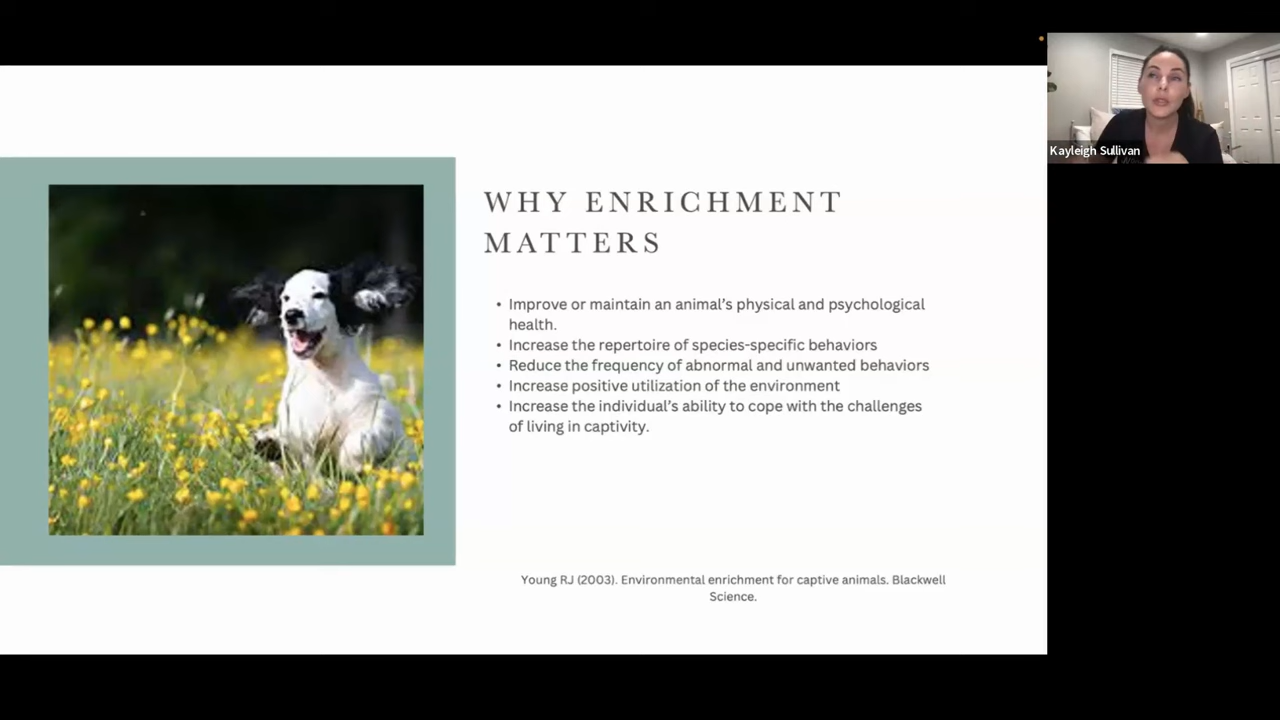 WHY ENRICHMENT
MATTERS
• Improve or maintain an animal’s physical and psychological
health.
• Increase the repertoire of species-specific behaviors
• Reduce the frequency of abnormal and unwanted behaviors
• Increase positive utilization of the environment
• Increase the individual’s ability to cope with the challenges
of living in captivity.
Young RJ (2003). Environmental enrichment for captive animals. Blackwell
Science.
Kayleigh Sullivan